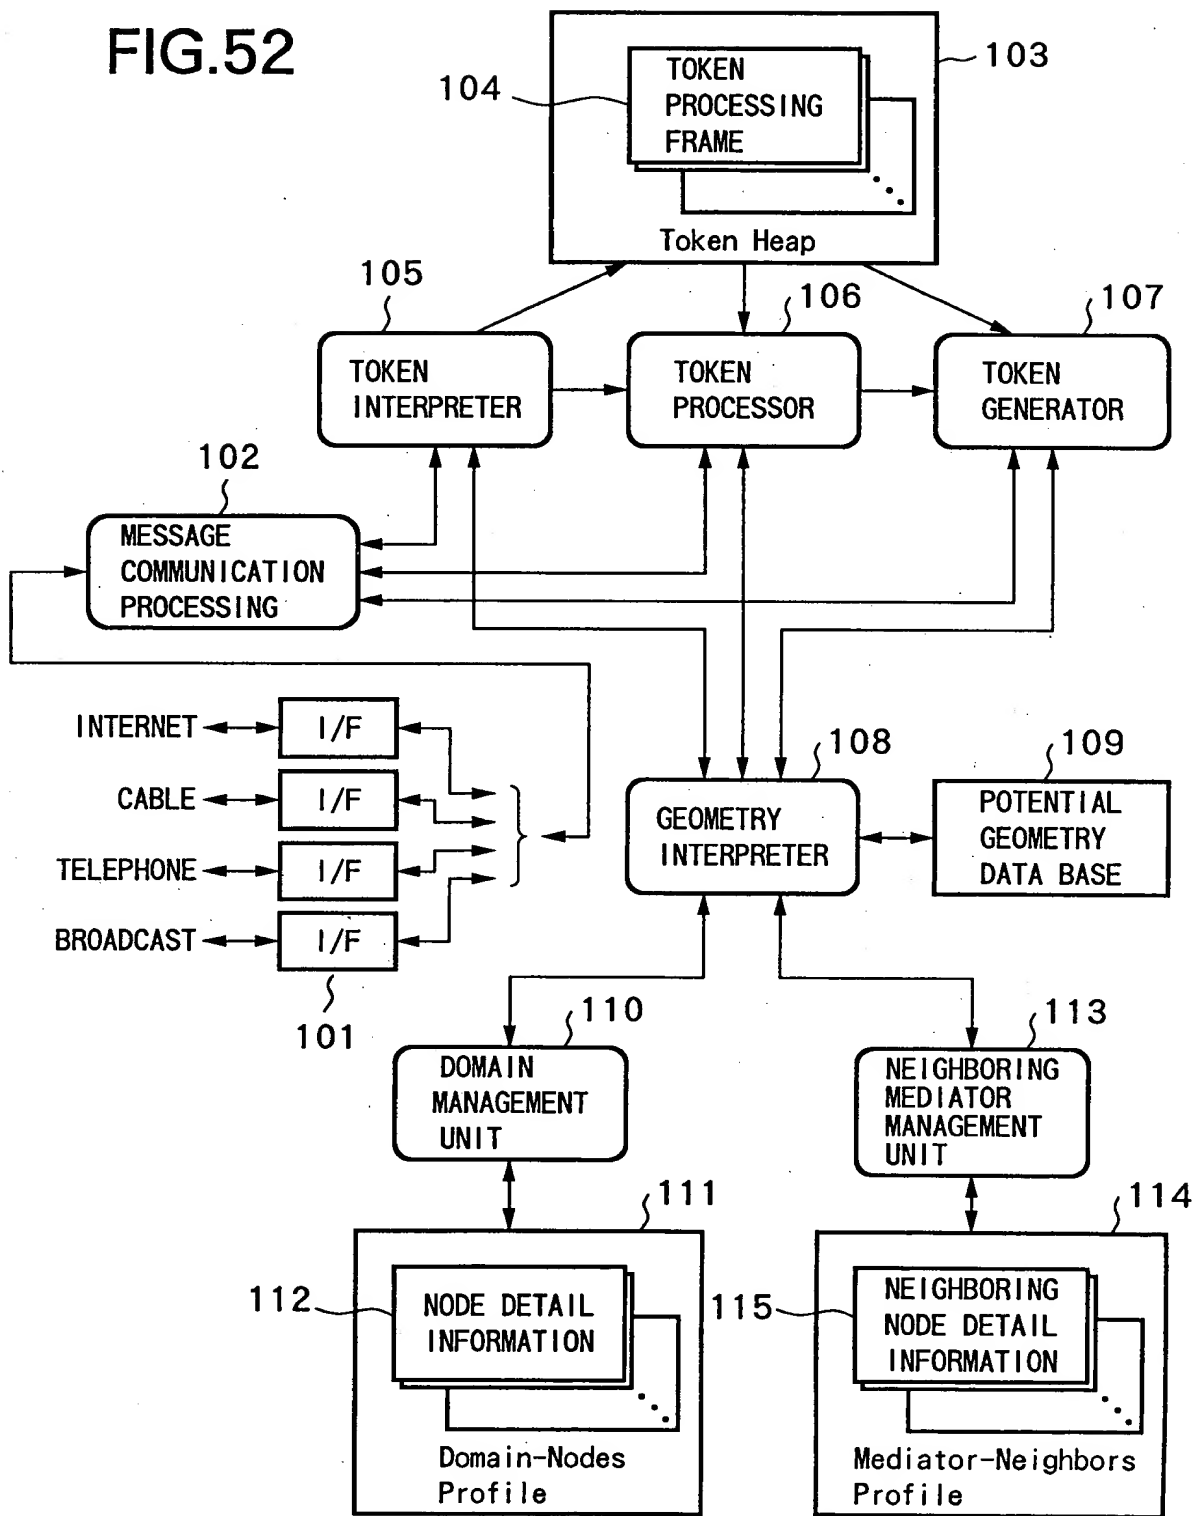 FIG.52
103
104
TOKEN
PROCESSING
FRAME
Token Heap
105
106
107
TOKEN
INTERPRETER
TOKEN
PROCESSOR
TOKEN
GENERATOR
102
MESSAGE
COMMUNICATION
PROCESSING
INTERNET
I/F
CABLE
I/F
TELEPHONE
I/F
BROADCAST
I/F
101
108
109
GEOMETRY
INTERPRETER
POTENTIAL
GEOMETRY
DATA BASE
110
113
DOMAIN
MANAGEMENT
UNIT
NEIGHBORING
MEDIATOR
MANAGEMENT
UNIT
111
114
112
NODE DETAIL
INFORMATION
115
NEIGHBORING
NODE DETAIL
INFORMATION
Domain-Nodes
Profile
Mediator-Neighbors
Profile